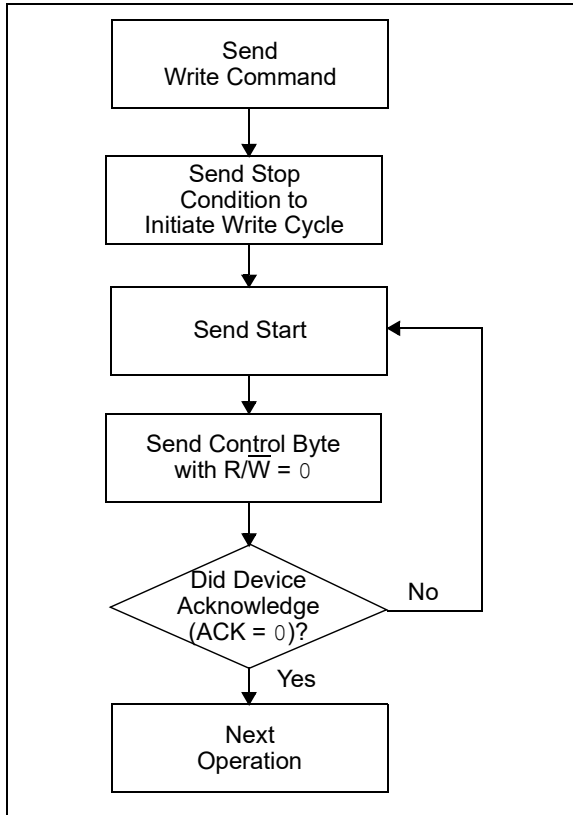 Send
Write Command
Send Stop
Condition to
Initiate Write Cycle
Send Start
Send Control Byte
with R/W̅ = 0
Did Device
Acknowledge
(ACK = 0)?
No
Yes
Next
Operation